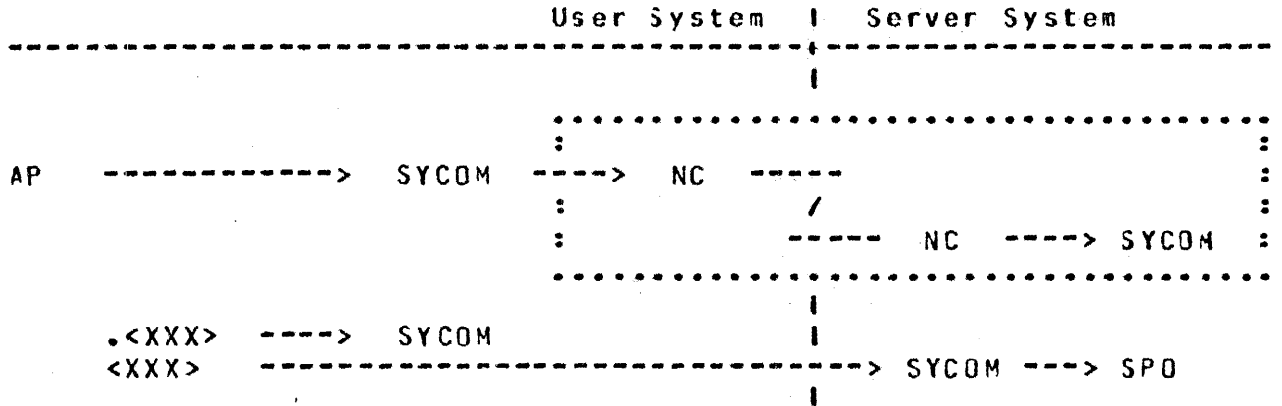 User System | Server System
AP ------------> SYCOM ----> NC -----
----- NC ----> SYCOM
.<XXX> ----> SYCOM
<XXX> --------------------------------> SYCOM ---> SPO